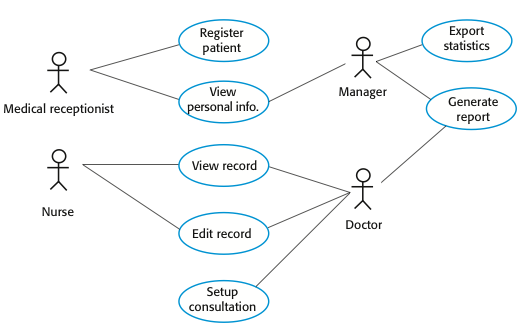 Register
patient
Export
statistics
Medical receptionist
View
personal info.
Manager
Generate
report
View record
Nurse
Doctor
Edit record
Setup
consultation